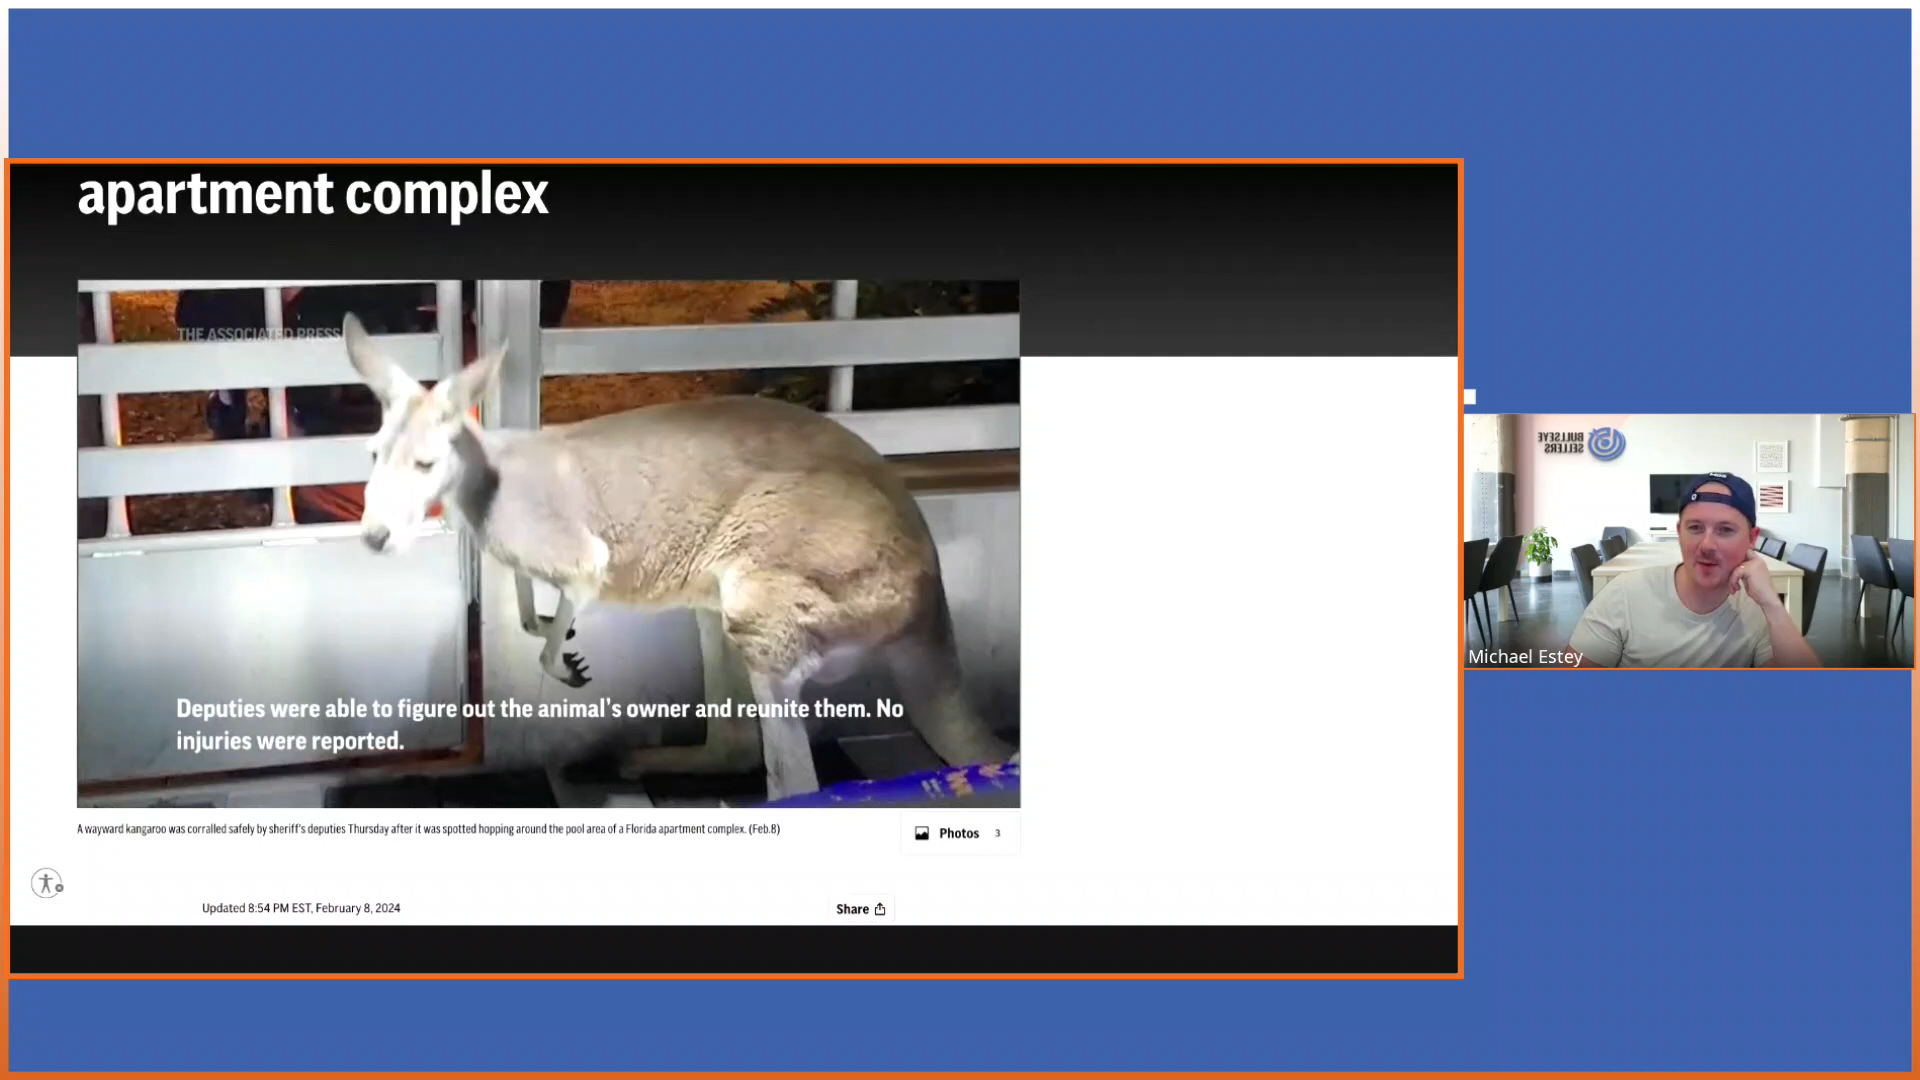 apartment complex
THE ASSOCIATED PRESS
Deputies were able to figure out the animal's owner and reunite them. No
injuries were reported.
A wayward kangaroo was corralled safely by sheriff's deputies Thursday after it was spotted hopping around the pool area of a Florida apartment complex. (Feb.8)
Photos 3
Updated 8:54 PM EST, February 8, 2024
Share
BULLSEYE
SELLERS
Michael Estey